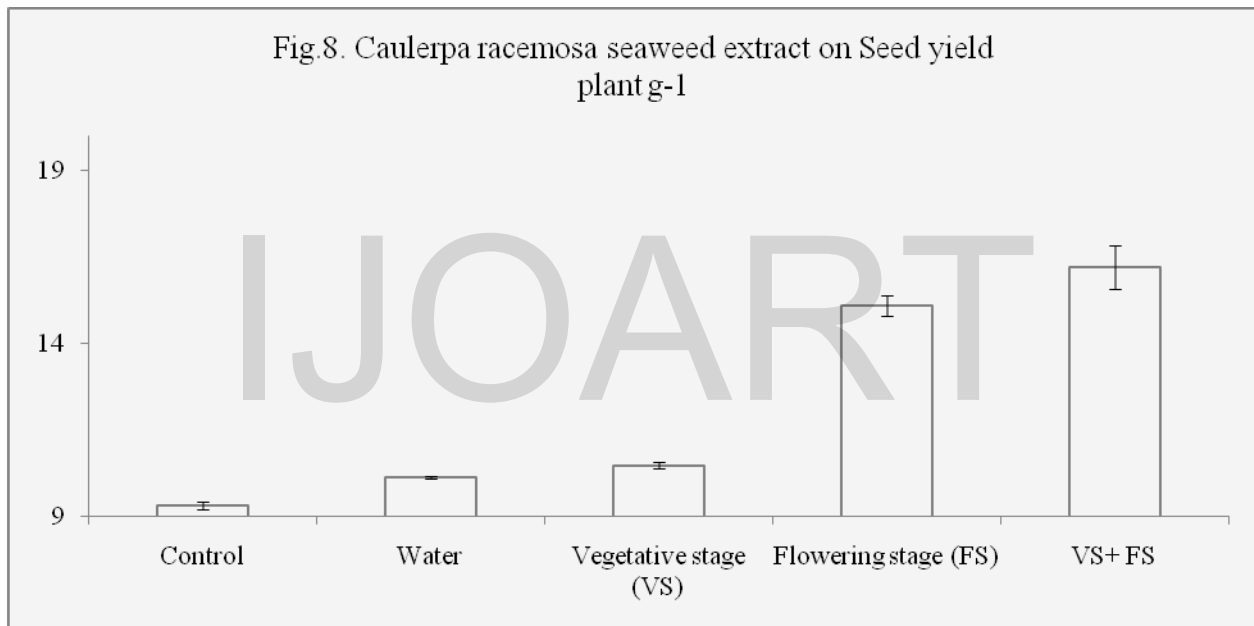 Fig.8. Caulerpa racemosa seaweed extract on Seed yield
plant g-1
19
14
9
IJOART
Control
Water
Vegetative stage
(VS)
Flowering stage (FS)
VS+ FS